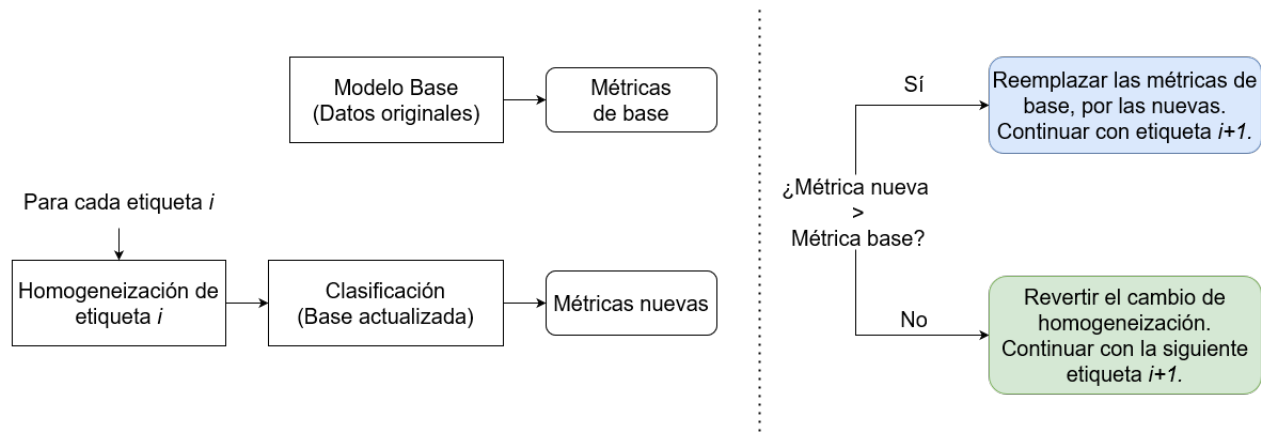 Modelo Base
(Datos originales)
Métricas
de base
Para cada etiqueta i
Homogeneización de
etiqueta i
Clasificación
(Base actualizada)
Métricas nuevas
¿Métrica nueva
>
Métrica base?
Sí
Reemplazar las métricas de
base, por las nuevas.
Continuar con etiqueta i+1.
No
Revertir el cambio de
homogeneización.
Continuar con la siguiente
etiqueta i+1.